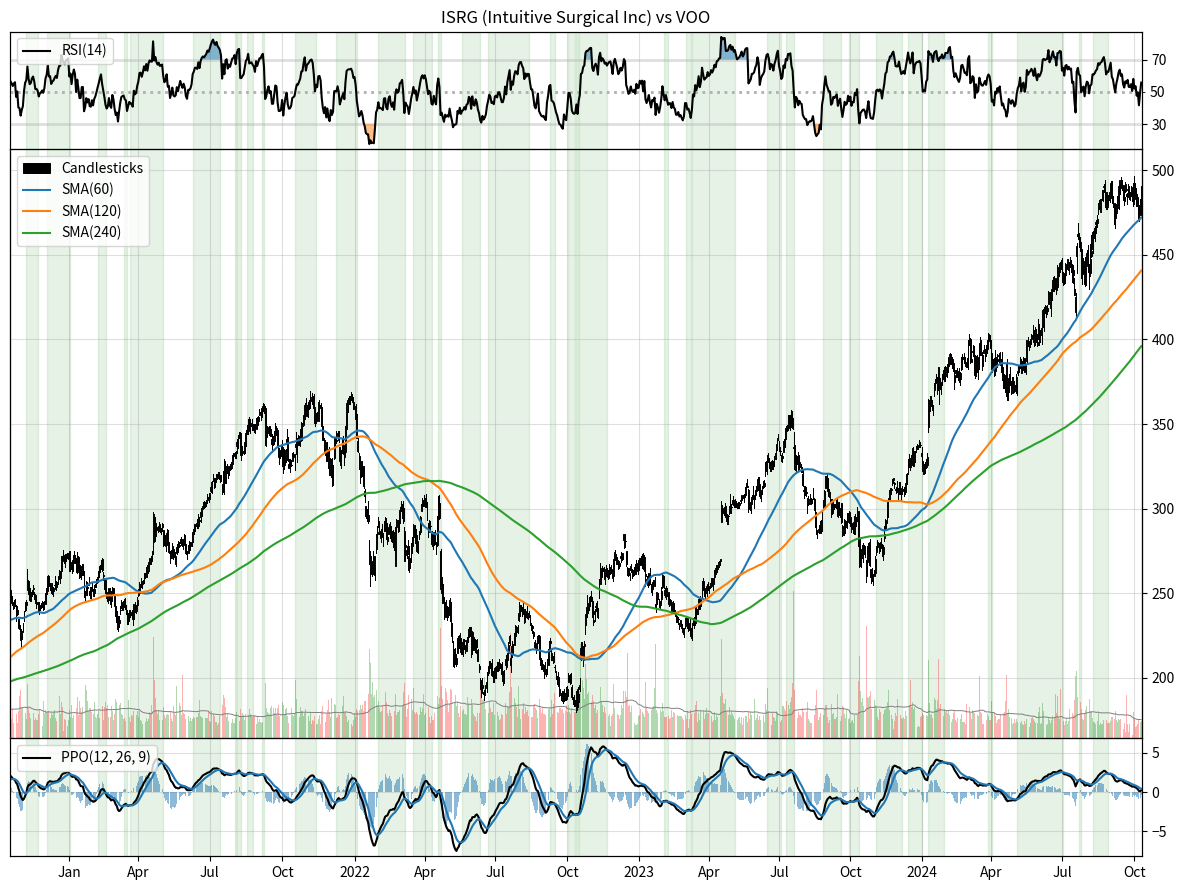 ISRG (Intuitive Surgical Inc) vs VOO
RSI(14)
70
50
30
Candlesticks
SMA(60)
SMA(120)
SMA(240)
500
450
400
350
300
250
200
PPO(12, 26, 9)
5
0
−5
Jan Apr Jul Oct 2022 Apr Jul Oct 2023 Apr Jul Oct 2024 Apr Jul Oct